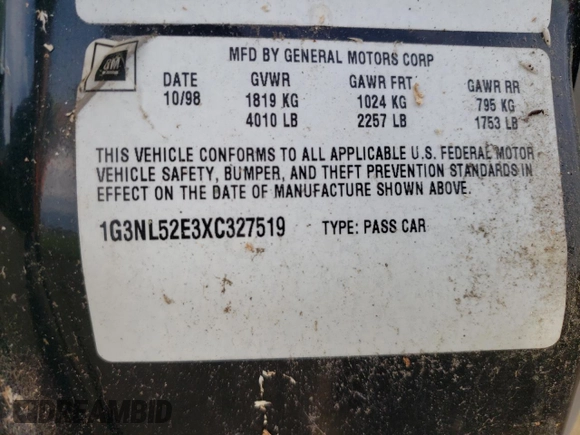 GM
MFD BY GENERAL MOTORS CORP
DATE GVWR GAWR FRT GAWR RR
10/98 1819 KG 1024 KG 795 KG
4010 LB 2257 LB 1753 LB
THIS VEHICLE CONFORMS TO ALL APPLICABLE U.S. FEDERAL MOTOR
VEHICLE SAFETY, BUMPER, AND THEFT PREVENTION STANDARDS IN
EFFECT ON THE DATE OF MANUFACTURE SHOWN ABOVE.
1G3NL52E3XC327519 TYPE: PASS CAR
DREAMBID